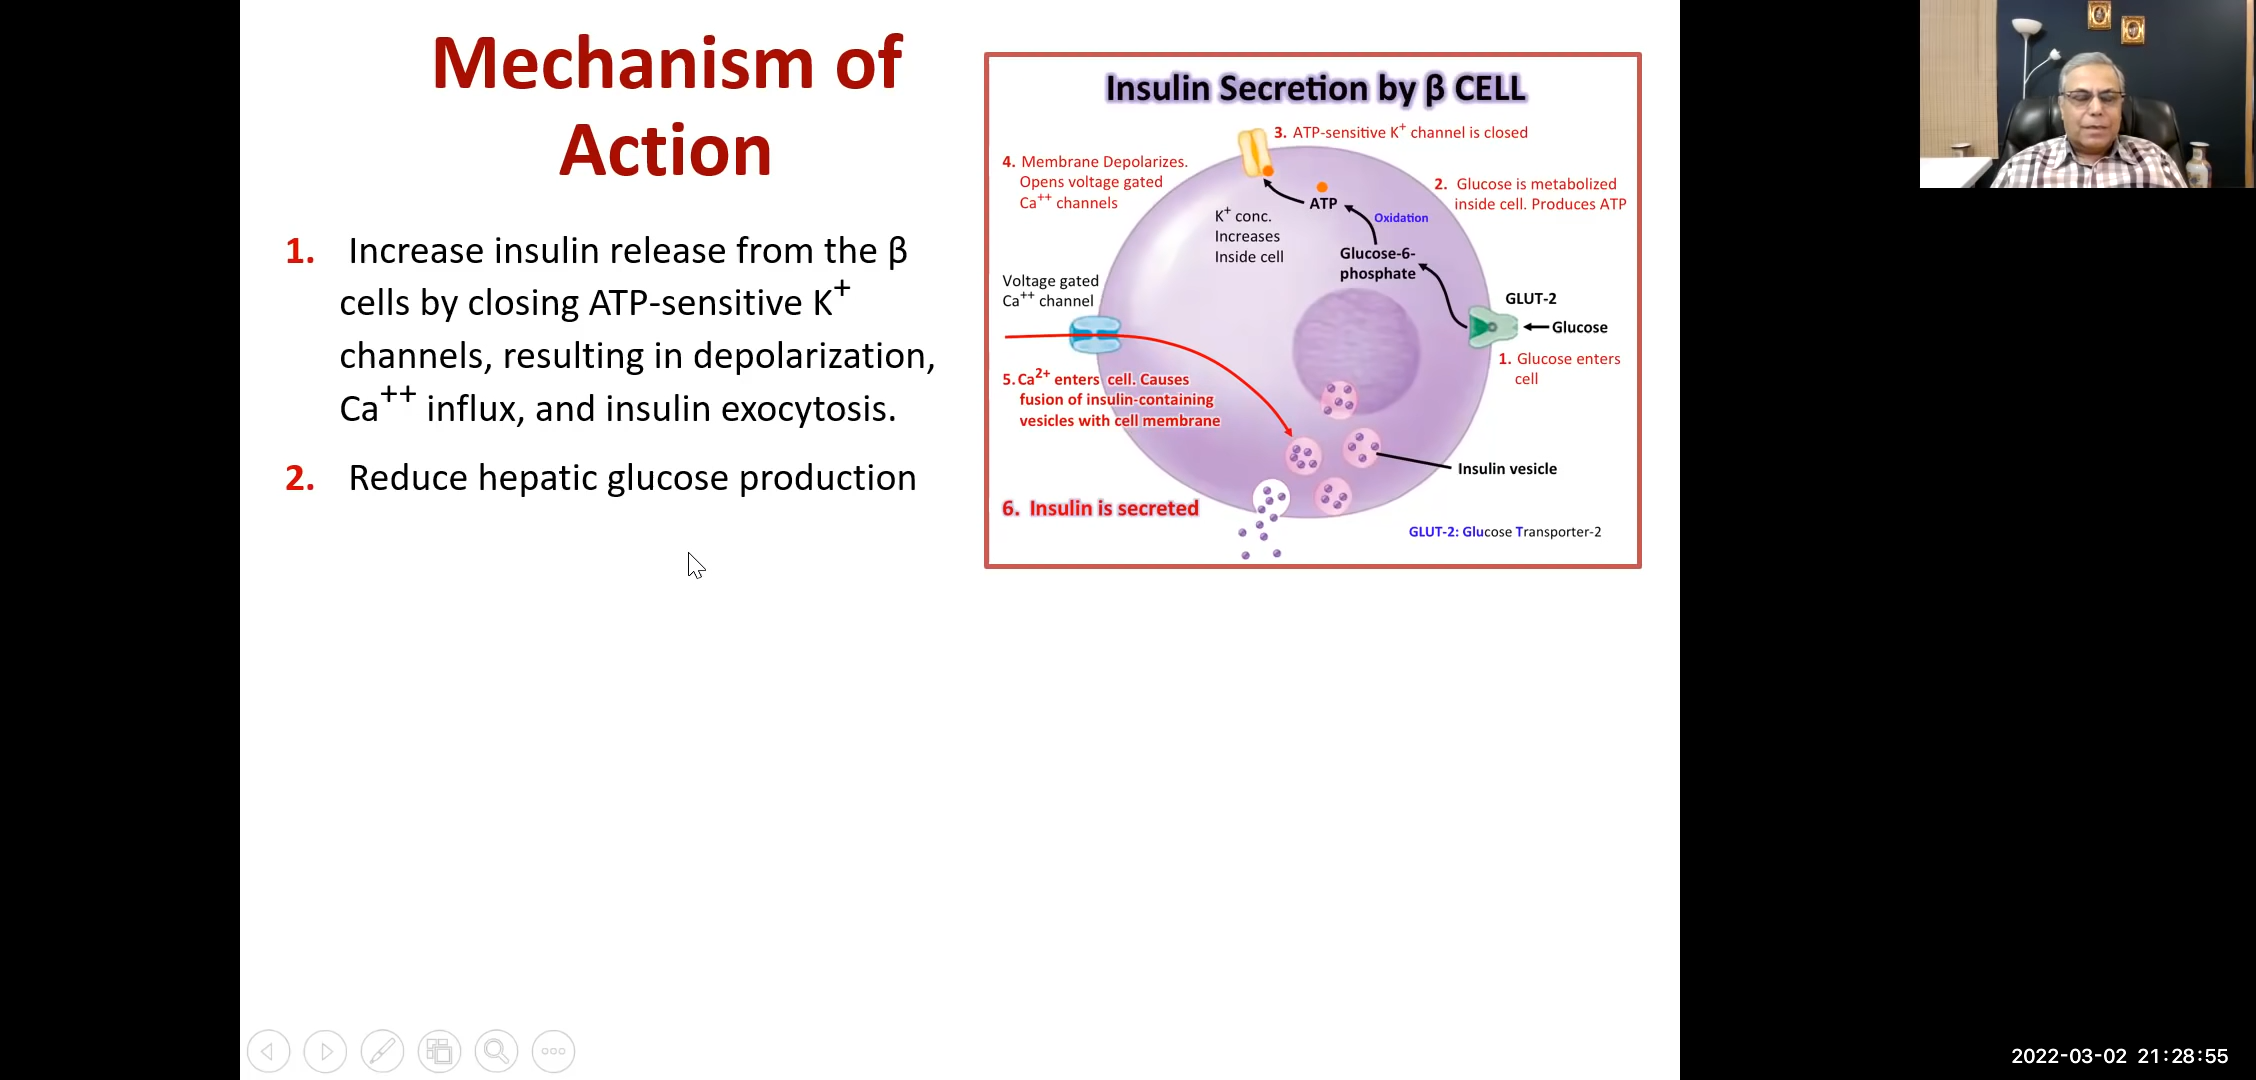 Mechanism of
Action
1. Increase insulin release from the β
cells by closing ATP-sensitive K⁺
channels, resulting in depolarization,
Ca⁺⁺ influx, and insulin exocytosis.
2. Reduce hepatic glucose production
Insulin Secretion by β CELL
3. ATP-sensitive K⁺ channel is closed
4. Membrane Depolarizes.
Opens voltage gated
Ca⁺⁺ channels
2. Glucose is metabolized
inside cell. Produces ATP
ATP
Oxidation
K⁺ conc.
Increases
Inside cell
Glucose-6-
phosphate
Voltage gated
Ca⁺⁺ channel
GLUT-2
Glucose
1. Glucose enters
cell
5. Ca²⁺ enters cell. Causes
fusion of insulin-containing
vesicles with cell membrane
Insulin vesicle
6. Insulin is secreted
GLUT-2: Glucose Transporter-2
2022-03-02 21:28:55